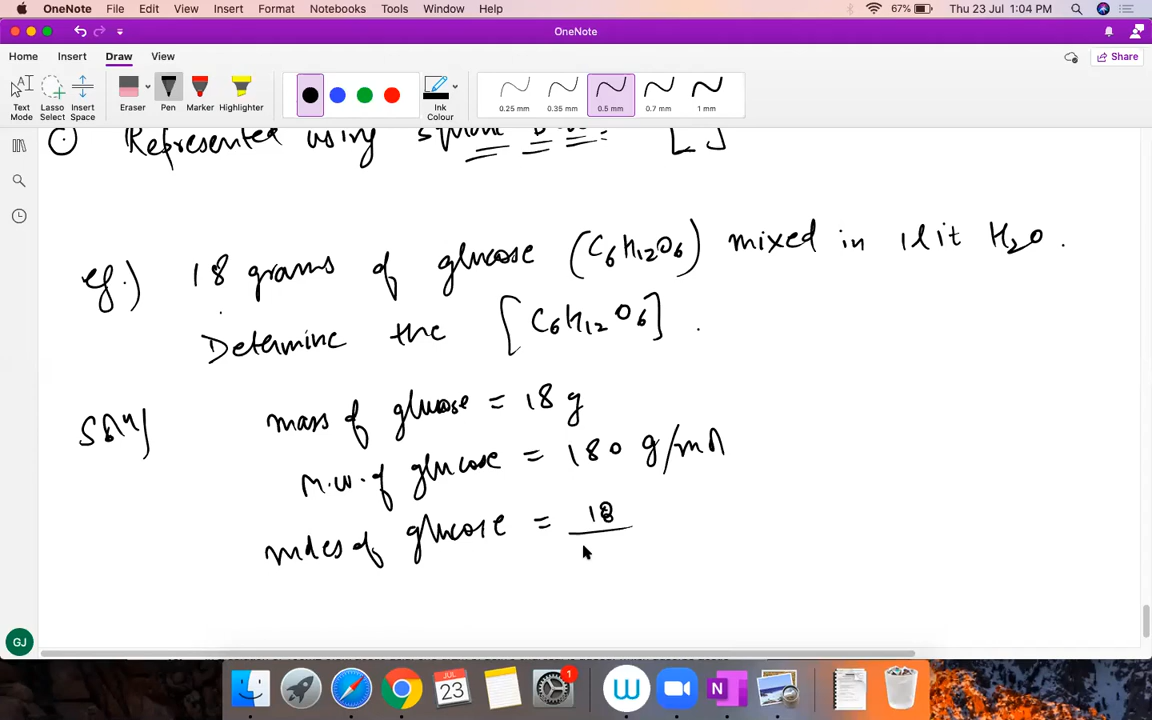 OneNote File Edit View Insert Format Notebooks Tools Window Help 67% Thu 23 Jul 1:04 PM
OneNote
Home Insert Draw View Share
Text Mode Lasso Select Insert Space Eraser Pen Marker Highlighter Ink Colour 0.25 mm 0.35 mm 0.5 mm 0.7 mm 1 mm
Represented using [ ]
eg.) 18 grams of glucose (C6H12O6) mixed in 1lit H2O.
Determine the [C6H12O6].
Soln) mass of glucose = 18 g
M.W. of glucose = 180 g/mol
moles of glucose = 18
GJ
JUL 23 1 W N